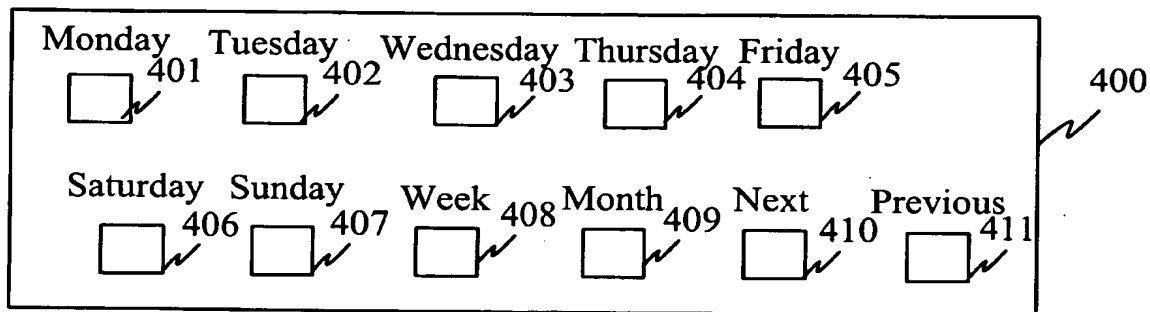 Monday Tuesday Wednesday Thursday Friday
401 402 403 404 405 400
Saturday Sunday Week Month Next Previous
406 407 408 409 410 411